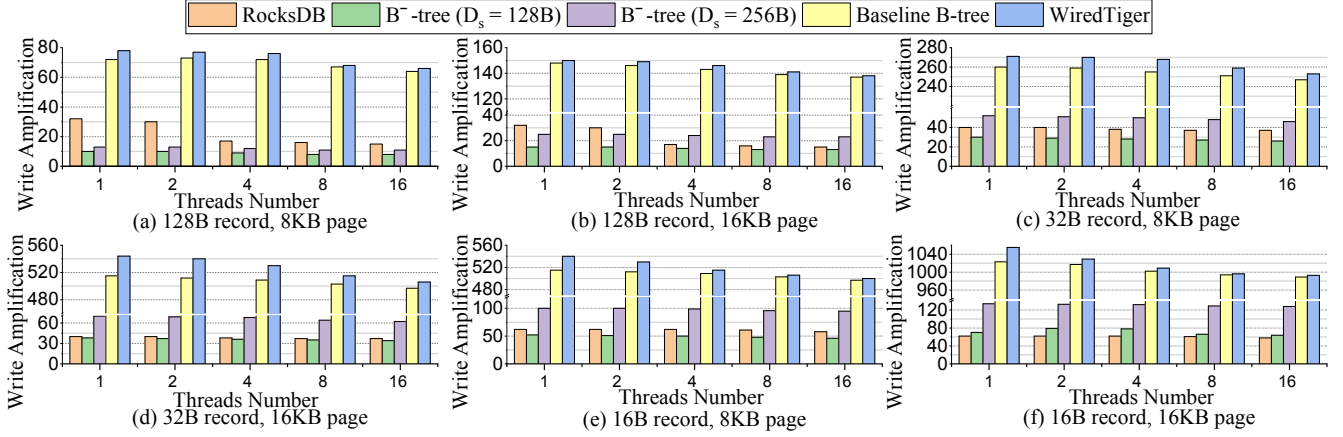 RocksDB B⁻-tree (Dₛ = 128B) B⁻-tree (Dₛ = 256B) Baseline B-tree WiredTiger
Write Amplification
80
60
40
20
0
1 2 4 8 16
Threads Number
(a) 128B record, 8KB page
Write Amplification
160
140
120
40
20
0
1 2 4 8 16
Threads Number
(b) 128B record, 16KB page
Write Amplification
280
260
240
40
20
0
1 2 4 8 16
Threads Number
(c) 32B record, 8KB page
Write Amplification
560
520
480
60
30
0
1 2 4 8 16
Threads Number
(d) 32B record, 16KB page
Write Amplification
560
520
480
100
50
0
1 2 4 8 16
Threads Number
(e) 16B record, 8KB page
Write Amplification
1040
1000
960
120
80
40
0
1 2 4 8 16
Threads Number
(f) 16B record, 16KB page